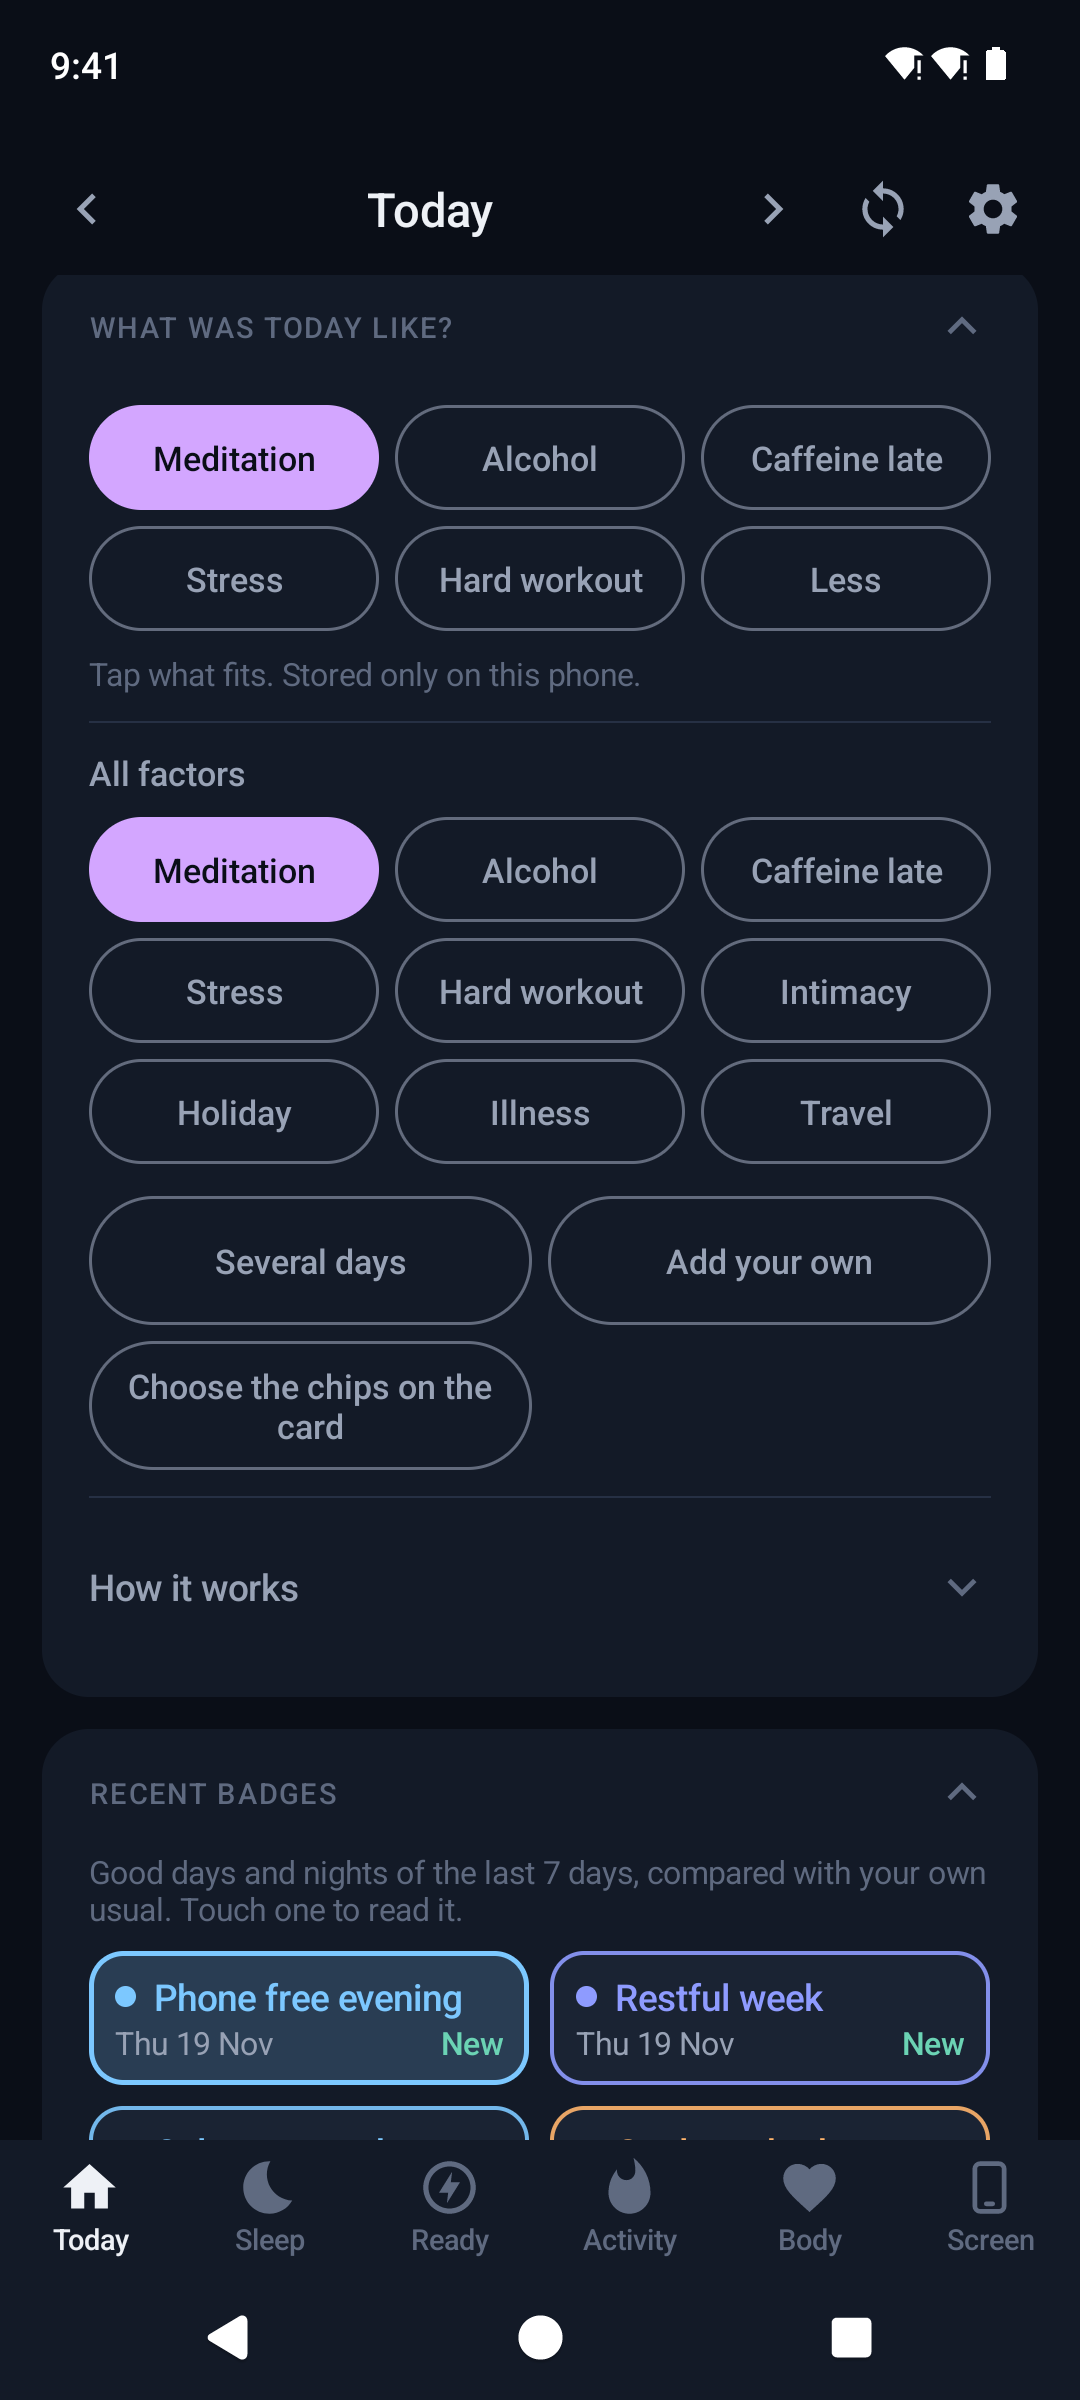 9:41
Today
WHAT WAS TODAY LIKE?
Meditation
Alcohol
Caffeine late
Stress
Hard workout
Less
Tap what fits. Stored only on this phone.
All factors
Meditation
Alcohol
Caffeine late
Stress
Hard workout
Intimacy
Holiday
Illness
Travel
Several days
Add your own
Choose the chips on the
card
How it works
RECENT BADGES
Good days and nights of the last 7 days, compared with your own
usual. Touch one to read it.
Phone free evening
Thu 19 Nov
New
Restful week
Thu 19 Nov
New
Today
Sleep
Ready
Activity
Body
Screen